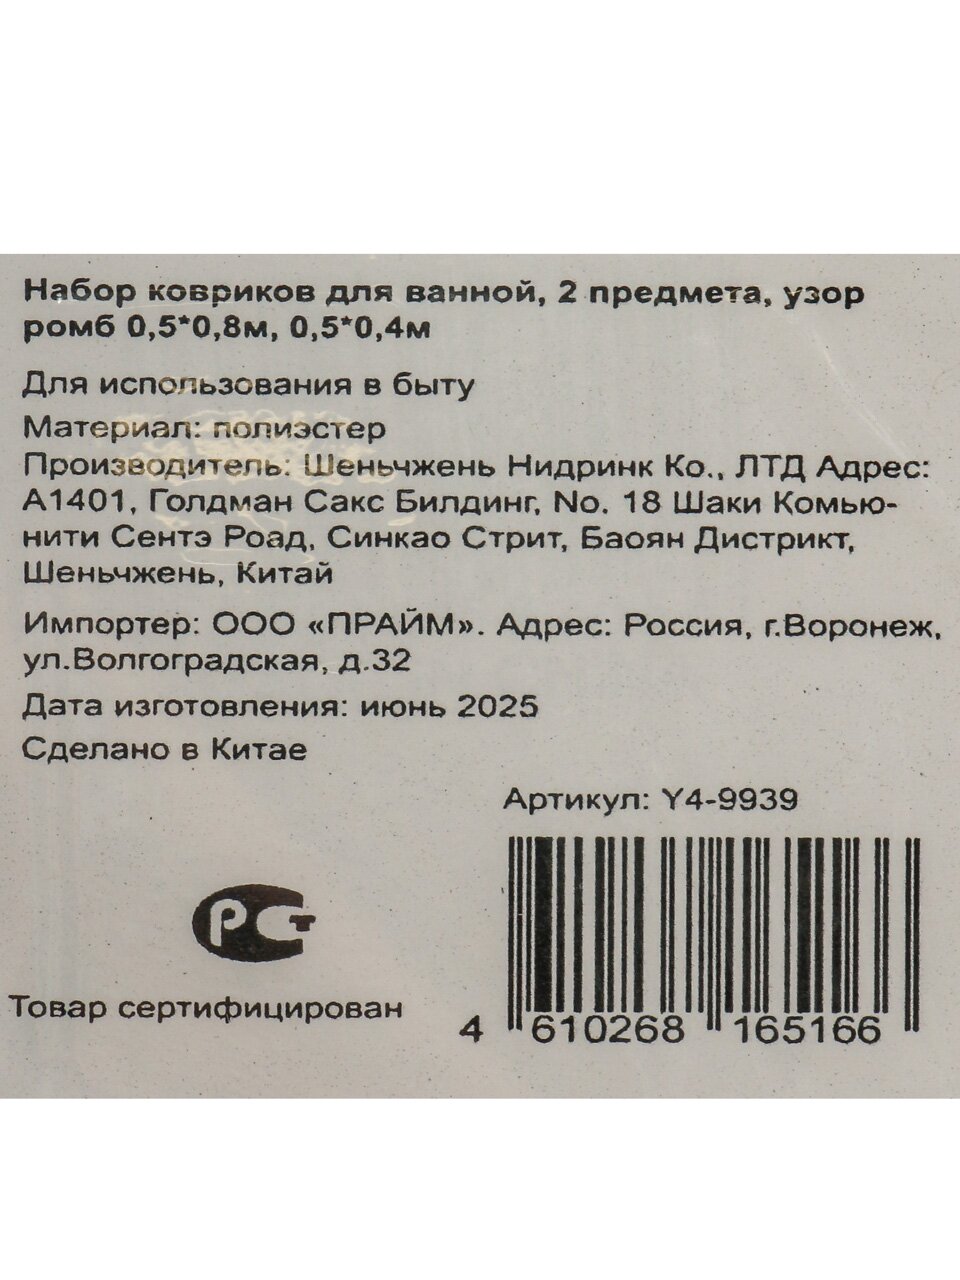 Набор ковриков для ванной, 2 предмета, узор
ромб 0,5*0,8м, 0,5*0,4м
Для использования в быту
Материал: полиэстер
Производитель: Шеньчжень Нидринк Ко., ЛТД Адрес:
А1401, Голдман Сакс Билдинг, No. 18 Шаки Комью-
нити Сентэ Роад, Синкао Стрит, Баоян Дистрикт,
Шеньчжень, Китай
Импортер: ООО «ПРАЙМ». Адрес: Россия, г.Воронеж,
ул.Волгоградская, д.32
Дата изготовления: июнь 2025
Сделано в Китае
Артикул: Y4-9939
РСТ
Товар сертифицирован
4 610268 165166